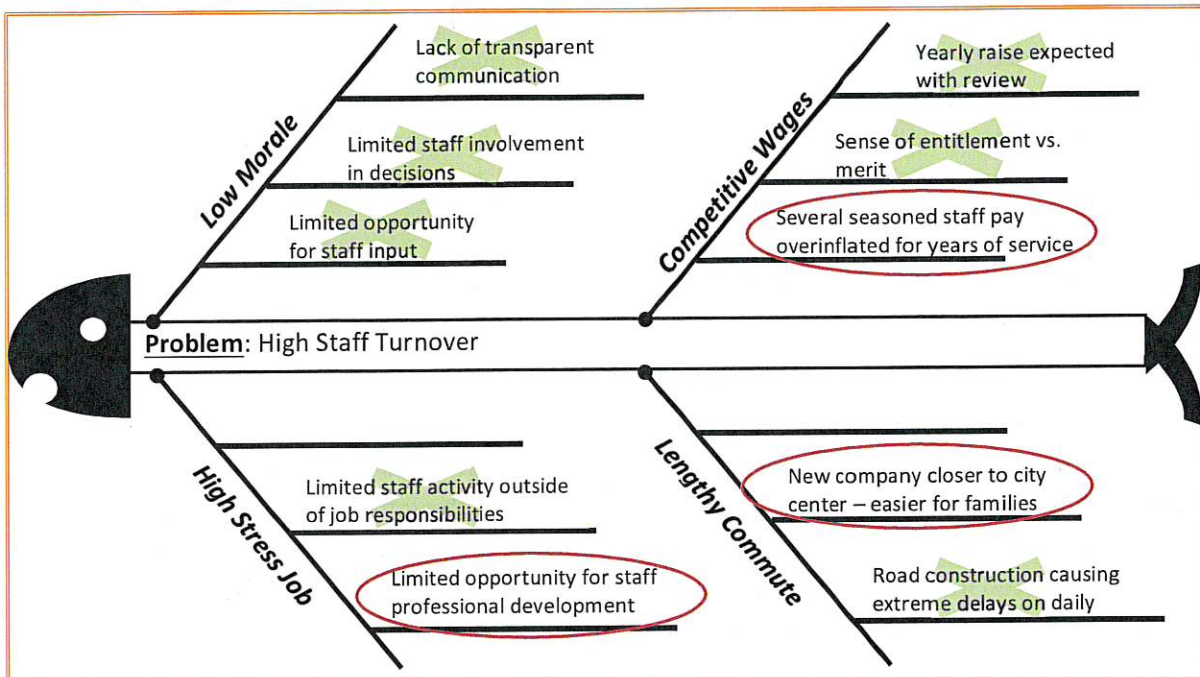 Lack of transparent
communication
Limited staff involvement
in decisions
Limited opportunity
for staff input
Low Morale
Yearly raise expected
with review
Sense of entitlement vs.
merit
Several seasoned staff pay
overinflated for years of service
Competitive Wages
Problem: High Staff Turnover
High Stress Job
Limited staff activity outside
of job responsibilities
Limited opportunity for staff
professional development
Lengthy Commute
New company closer to city
center – easier for families
Road construction causing
extreme delays on daily